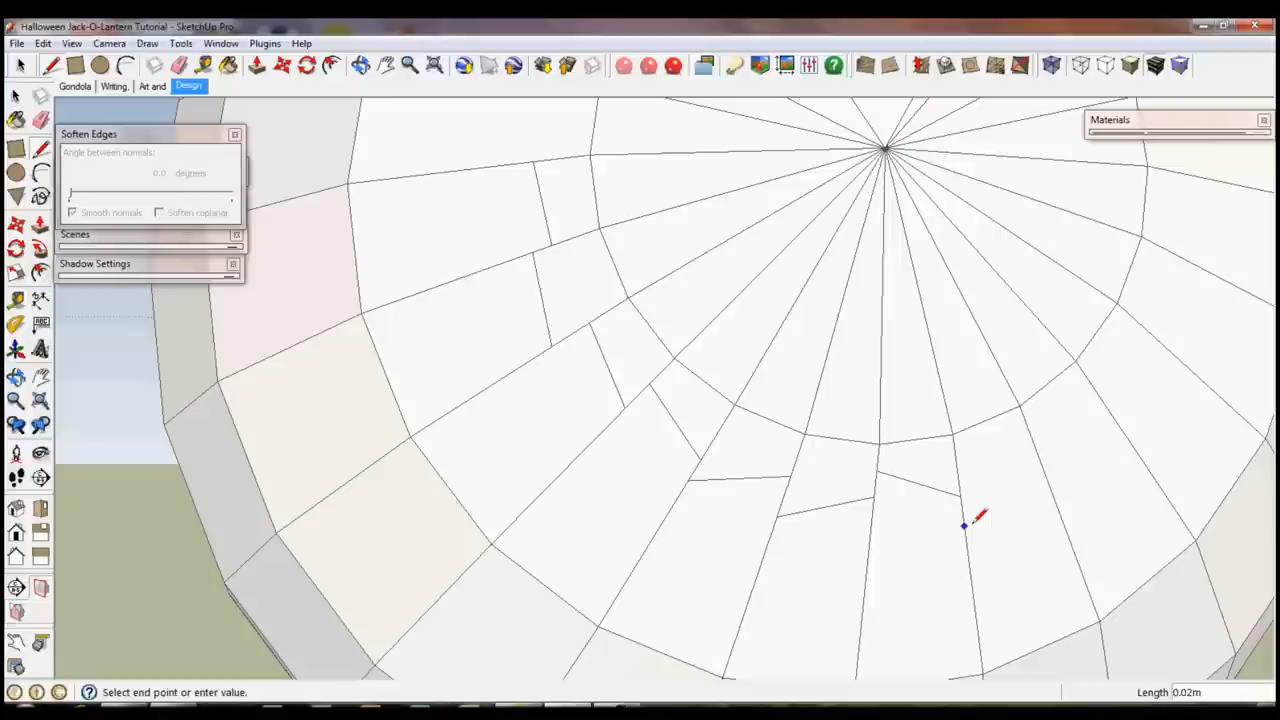 Halloween Jack-O-Lantern Tutorial - SketchUp Pro
File Edit View Camera Draw Tools Window Plugins Help
Gondola Writing. Art and Design
Soften Edges
Angle between normals:
0.0 degrees
Smooth normals Soften coplanar
Scenes
Shadow Settings
Materials
ABC
Select end point or enter value.
Length 0.02m